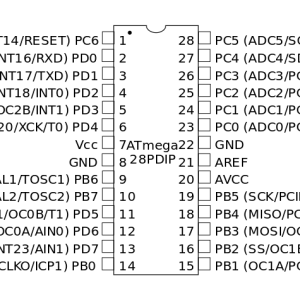 T14/RESET) PC6 1 28 PC5 (ADC5/SC
NT16/RXD) PD0 2 27 PC4 (ADC4/SD
NT17/TXD) PD1 3 26 PC3 (ADC3/PC
NT18/INT0) PD2 4 25 PC2 (ADC2/PC
OC2B/INT1) PD3 5 24 PC1 (ADC1/PC
20/XCK/T0) PD4 6 23 PC0 (ADC0/PC
Vcc 7 ATmega 22 GND
GND 8 28PDIP 21 AREF
AL1/TOSC1) PB6 9 20 AVCC
AL2/TOSC2) PB7 10 19 PB5 (SCK/PCI
1/OC0B/T1) PD5 11 18 PB4 (MISO/PC
OC0A/AIN0) PD6 12 17 PB3 (MOSI/OC
NT23/AIN1) PD7 13 16 PB2 (SS/OC1B
CLKO/ICP1) PB0 14 15 PB1 (OC1A/PC